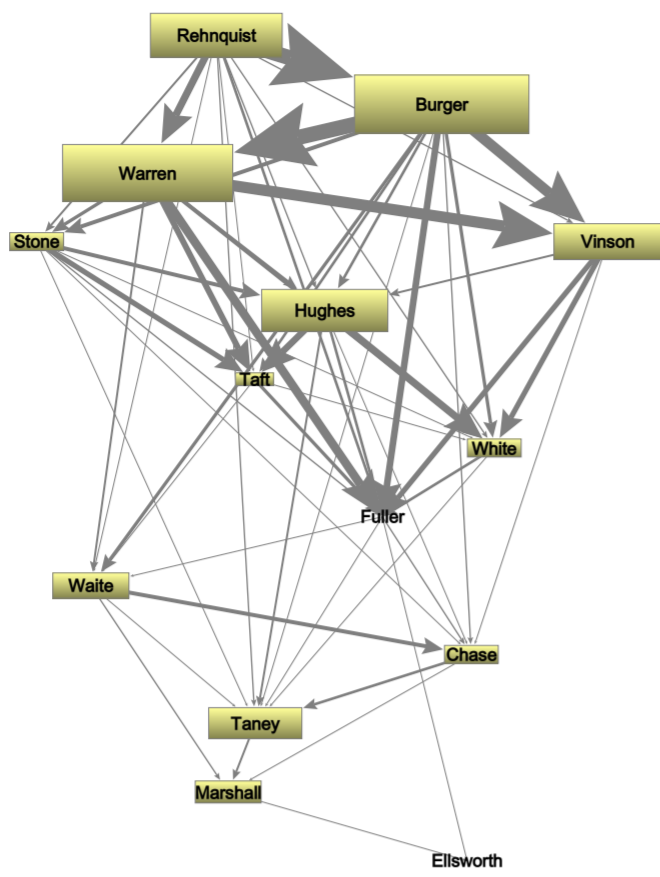 Rehnquist
Burger
Warren
Stone
Vinson
Hughes
Taft
White
Fuller
Waite
Chase
Taney
Marshall
Ellsworth